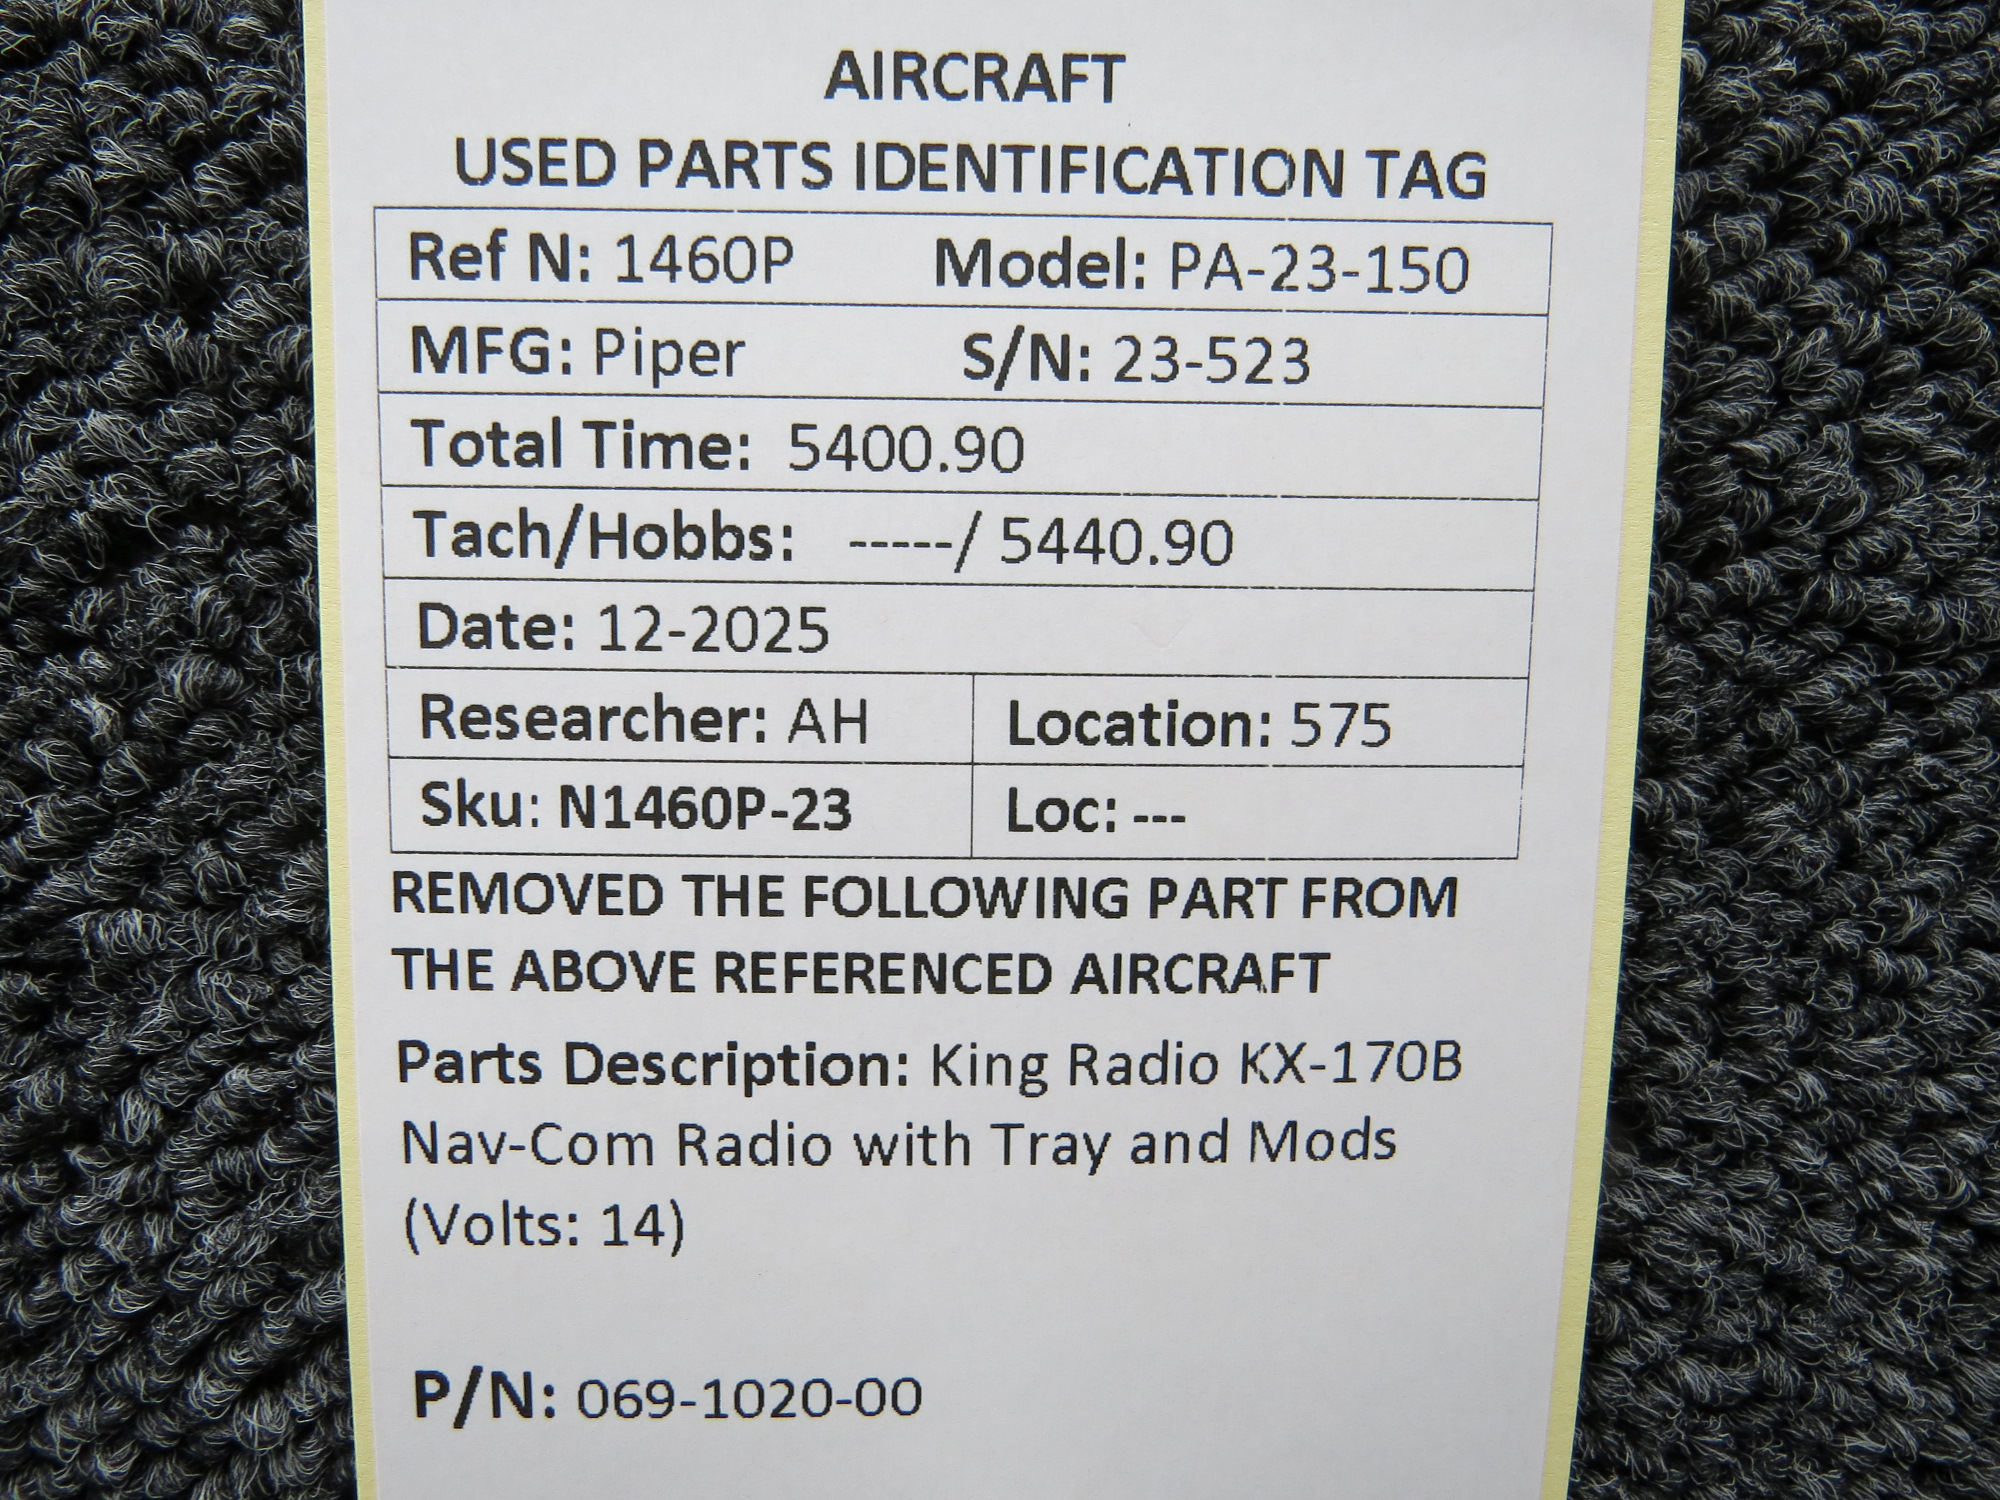 AIRCRAFT
USED PARTS IDENTIFICATION TAG
Ref N: 1460P Model: PA-23-150
MFG: Piper S/N: 23-523
Total Time: 5400.90
Tach/Hobbs: -----/ 5440.90
Date: 12-2025
Researcher: AH Location: 575
Sku: N1460P-23 Loc: ---
REMOVED THE FOLLOWING PART FROM
THE ABOVE REFERENCED AIRCRAFT
Parts Description: King Radio KX-170B
Nav-Com Radio with Tray and Mods
(Volts: 14)
P/N: 069-1020-00